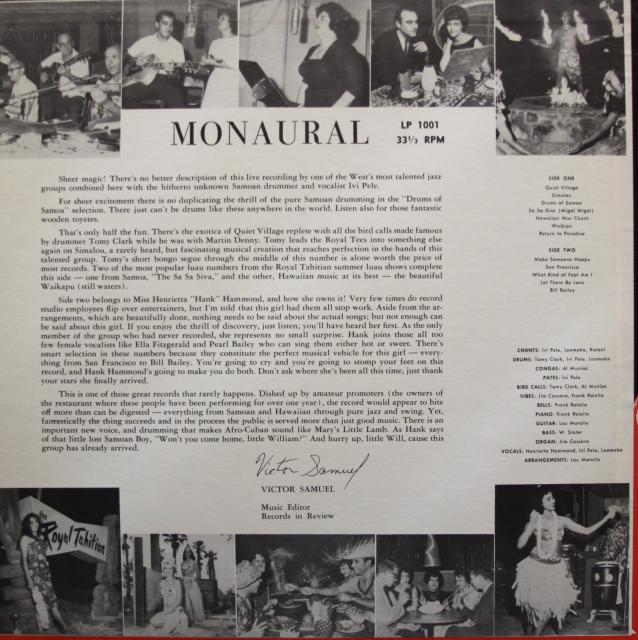 MONAURAL
LP 1001
33⅓ RPM
Sheer magic! There's no better description of this live recording by one of the West's most talented jazz
groups combined here with the hitherto unknown Samoan drummer and vocalist Ivi Pele.
For sheer excitement there is no duplicating the thrill of the pure Samoan drumming in the "Drums of
Samoa" selection. There just can't be drums like these anywhere in the world. Listen also for those fantastic
wooden toyetes.
That's only half the fun. There's the exotica of Quiet Village replete with all the bird calls made famous
by drummer Tomy Clark while he was with Martin Denny. Tomy leads the Royal Tees into something else
again on Simalou, a rarely heard, but fascinating musical creation that reaches perfection in the hands of this
talented group. Tomy's short bongo segue through the middle of this number is alone worth the price of
most records. Two of the most popular luau numbers from the Royal Tahitian summer luau shows complete
this side — one from Samoa, "The Sa Sa Siva," and the other, Hawaiian music at its best — the beautiful
Waikapu (still waters).
Side two belongs to Miss Henrietta "Hank" Hammond, and how she owns it! Very few times do record
studio employees flip over entertainers, but I'm told that this girl had them all stop work. Aside from the ar-
rangements, which are beautifully done, nothing needs to be said about the actual songs; but not enough can
be said about this girl. If you enjoy the thrill of discovery, just listen; you'll have heard her first. As the only
member of the group who had never recorded, she represents no small surprise. Hank joins those all too
few female vocalists like Ella Fitzgerald and Pearl Bailey who can sing them either hot or sweet. There's
smart selection in these numbers because they constitute the perfect musical vehicle for this girl — every-
thing from San Francisco to Bill Bailey. You're going to cry and you're going to stomp your feet on this
record, and Hank Hammond's going to make you do both. Don't ask where she's been all this time, just thank
your stars she finally arrived.
This is one of those great records that rarely happens. Dished up by amateur promoters (the owners of
the restaurant where these people have been performing for over one year), the record would appear to bite
off more than can be digested — everything from Samoan and Hawaiian through pure jazz and swing. Yet,
fantastically the thing succeeds and in the process the public is served more than just good music. There is an
important new voice, and drumming that makes Afro-Cuban sound like Mary's Little Lamb. As Hank says
of that little lost Samoan Boy, "Won't you come home, little William?" And hurry up, little Will, cause this
group has already arrived.
Victor Samuel
VICTOR SAMUEL
Music Editor
Records in Review
SIDE ONE
Quiet Village
Simalou
Drums of Samoa
Sa Sa Siva (Migai Migai)
Hawaiian War Chant
Waikpu
Return to Paradise
SIDE TWO
Make Someone Happy
San Francisco
What Kind of Fool Am I
Let There Be Love
Bill Bailey
CHANTS: Ivi Pele, Leamoke, Kalani
DRUMS: Tomy Clark, Ivi Pele, Leamoke
CONGAS: Al Munioz
PATES: Ivi Pele
BIRD CALLS: Tomy Clark, Al Munioz
VIBES: Jim Cossero, Frank Raletie
BELLS: Frank Raletie
PIANO: Frank Raletie
GUITAR: Lou Maralle
BASS: W. Slater
ORGAN: Jim Cossero
VOCALS: Henrietta Hammond, Ivi Pele, Leamoke
ARRANGEMENTS: Lou Maralle
the
Royal Tahitian